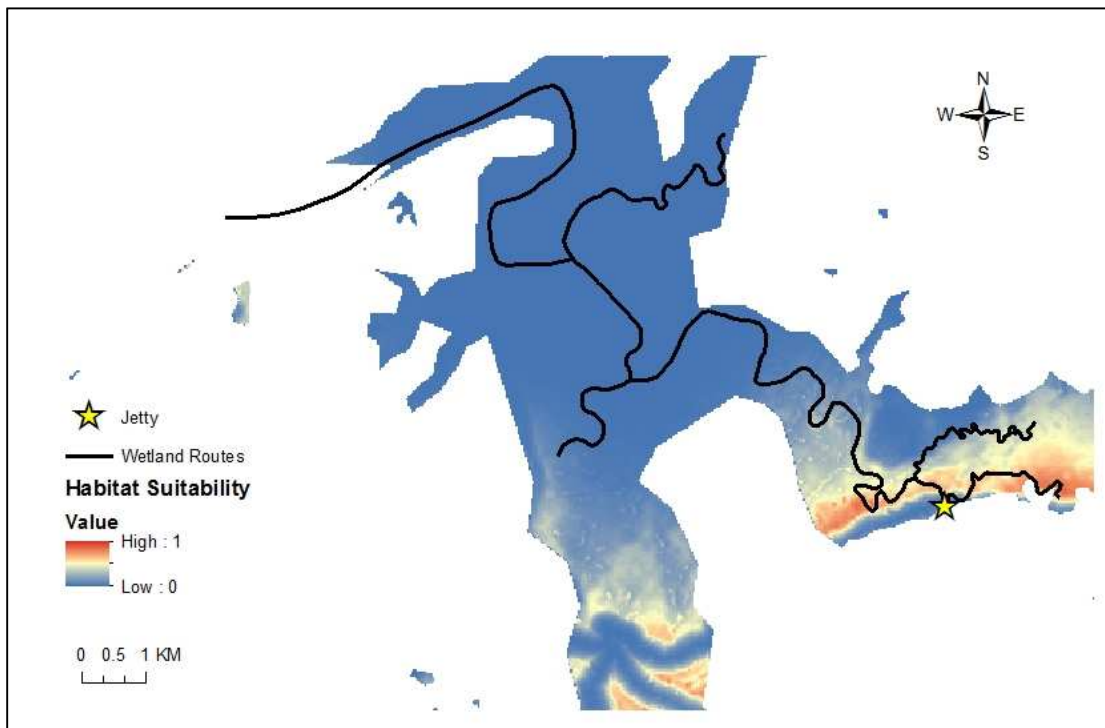 N
W E
S
Jetty
Wetland Routes
Habitat Suitability
Value
High : 1
Low : 0
0 0.5 1 KM